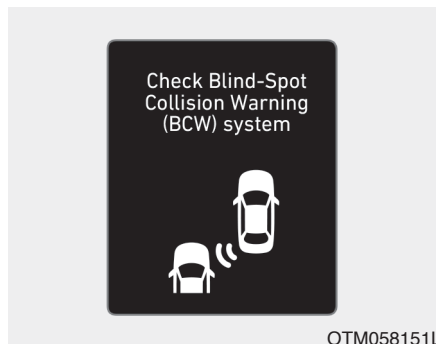 Check Blind-Spot
Collision Warning
(BCW) system
OTM058151L